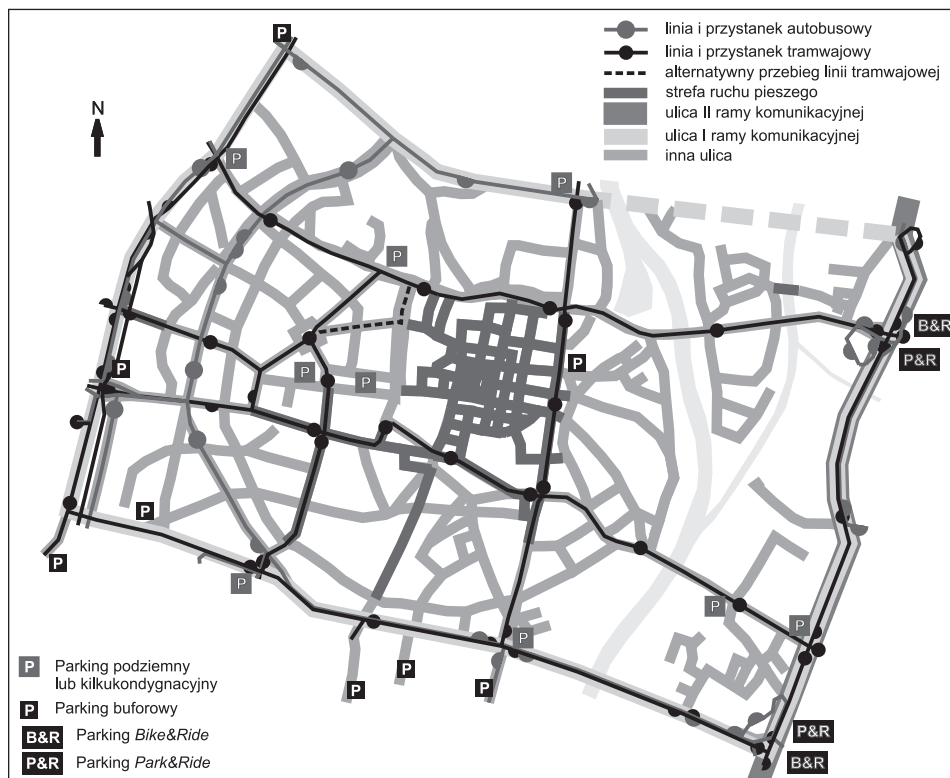 P
linia i przystanek autobusowy
linia i przystanek tramwajowy
alternatywny przebieg linii tramwajowej
strefa ruchu pieszego
ulica II ramy komunikacyjnej
ulica I ramy komunikacyjnej
inna ulica
N
P
P
P
B&R
P&R
P
P
P
P
P
P
P
P
P
P
P
P
P
P
P Parking podziemny
lub kilkukondygnacyjny
P Parking buforowy
B&R Parking Bike&Ride
P&R Parking Park&Ride
P&R
B&R